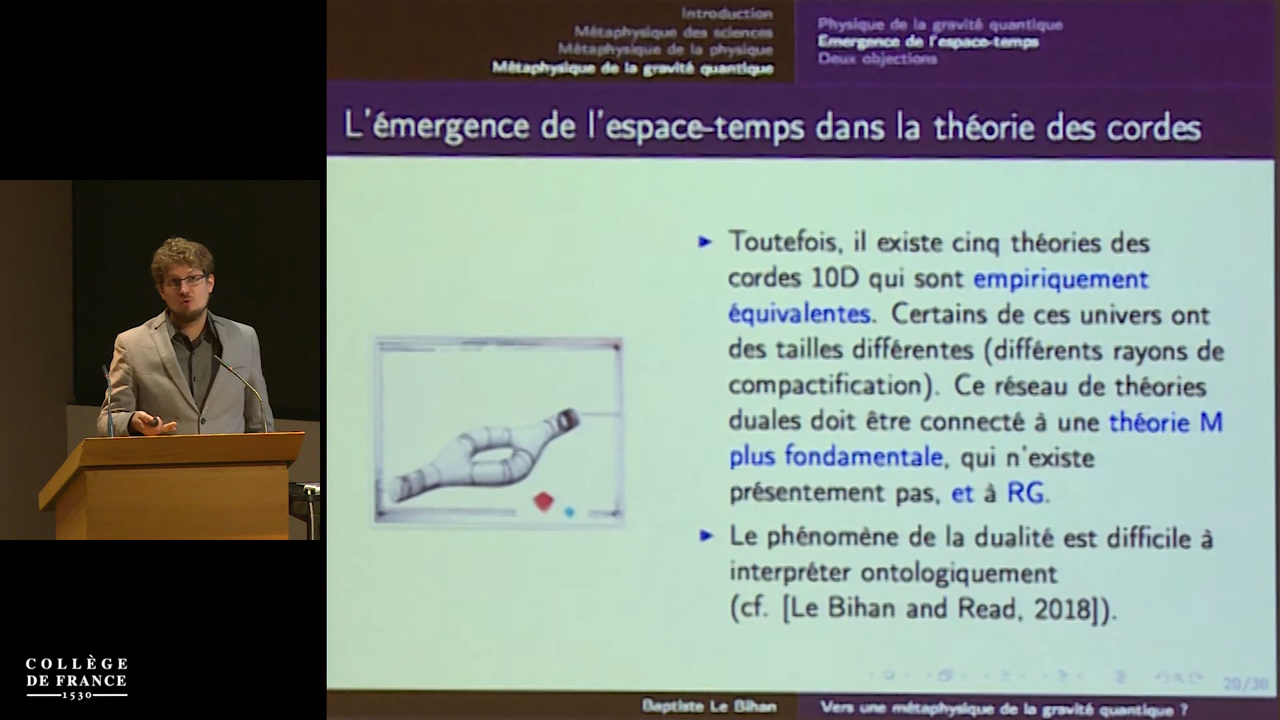 Introduction
Métaphysique des sciences
Métaphysique de la physique
Métaphysique de la gravité quantique
Physique de la gravité quantique
Emergence de l'espace-temps
Deux objections
L'émergence de l'espace-temps dans la théorie des cordes
► Toutefois, il existe cinq théories des
cordes 10D qui sont empiriquement
équivalentes. Certains de ces univers ont
des tailles différentes (différents rayons de
compactification). Ce réseau de théories
duales doit être connecté à une théorie M
plus fondamentale, qui n'existe
présentement pas, et à RG.
► Le phénomène de la dualité est difficile à
interpréter ontologiquement
(cf. [Le Bihan and Read, 2018]).
20/30
Baptiste Le Bihan
Vers une métaphysique de la gravité quantique ?
COLLÈGE
DE FRANCE
1530